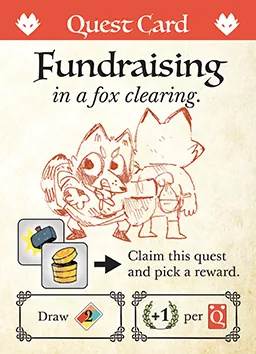 Quest Card
Fundraising
in a fox clearing.
Claim this quest
and pick a reward.
Draw 2
+1 per Q